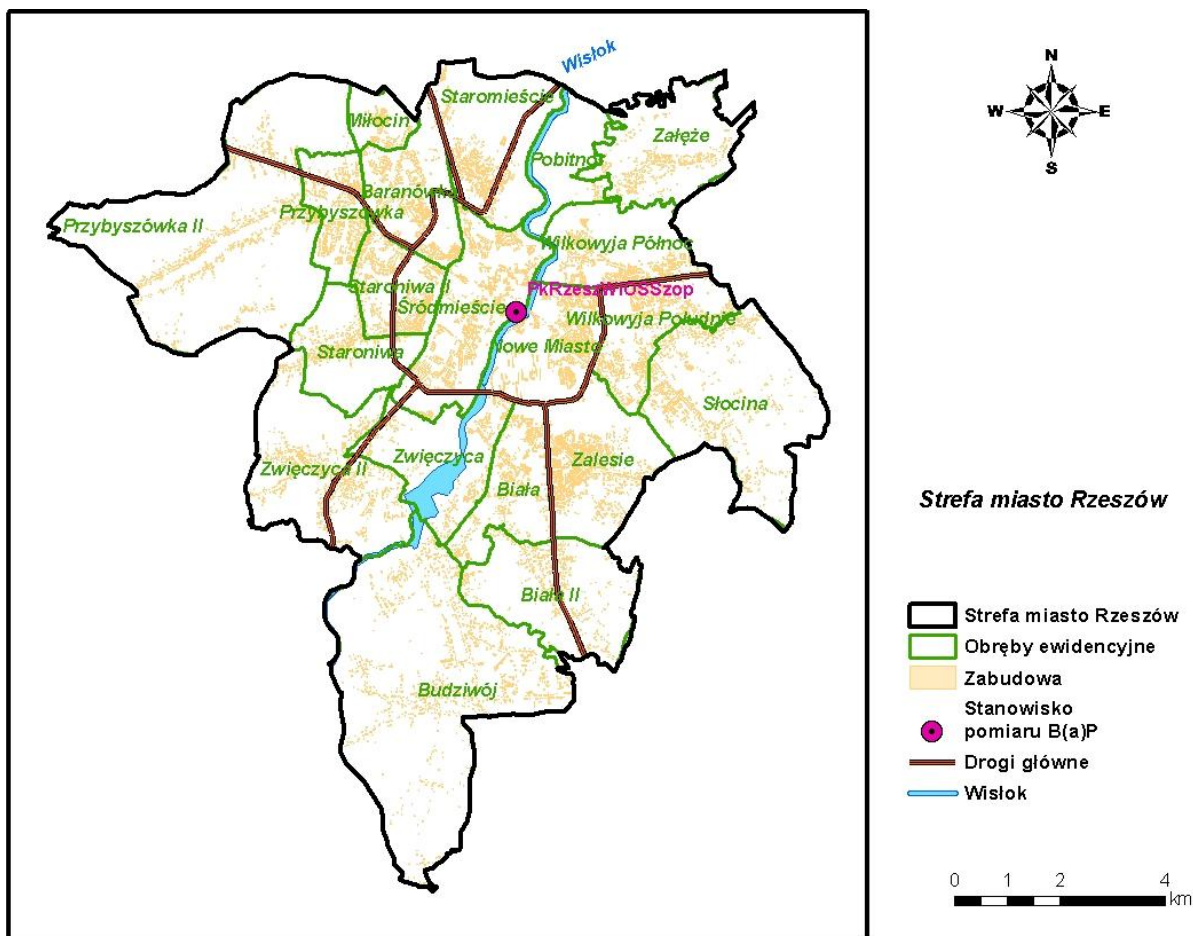 Wisłok
Staromieście
Miłocin
Załęże
Pobitno
Baranówka
Przybyszówka
Przybyszówka II
Wilkowyja Północ
Staroniwa II
PkRzeszWIOSSzop
Śródmieście
Wilkowyja Południe
Nowe Miasto
Staroniwa
Słocina
Zwięczyca II
Zwięczyca
Zalesie
Biała
Biała II
Budziwój
N
W
E
S
Strefa miasto Rzeszów
Strefa miasto Rzeszów
Obręby ewidencyjne
Zabudowa
Stanowisko
pomiaru B(a)P
Drogi główne
Wisłok
0 1 2 4
km